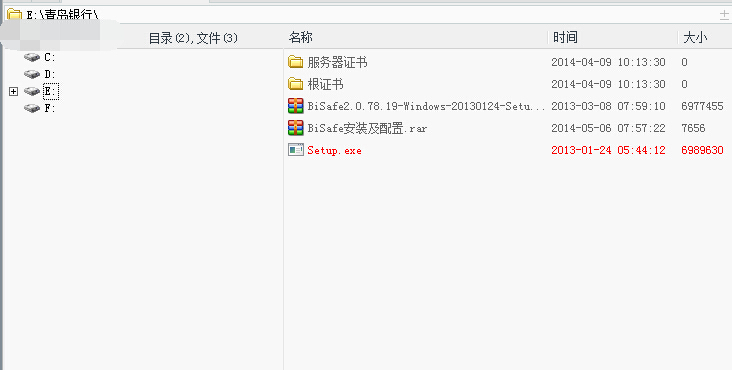 E:\青岛银行\
目录(2),文件(3) 名称 时间 大小
C:
D:
E:
F:
服务器证书 2014-04-09 10:13:30 0
根证书 2014-04-09 10:13:30 0
BiSafe2.0.78.19-Windows-20130124-Setu... 2013-03-08 07:59:10 6977455
BiSafe安装及配置.rar 2014-05-06 07:57:22 7656
Setup.exe 2013-01-24 05:44:12 6989630